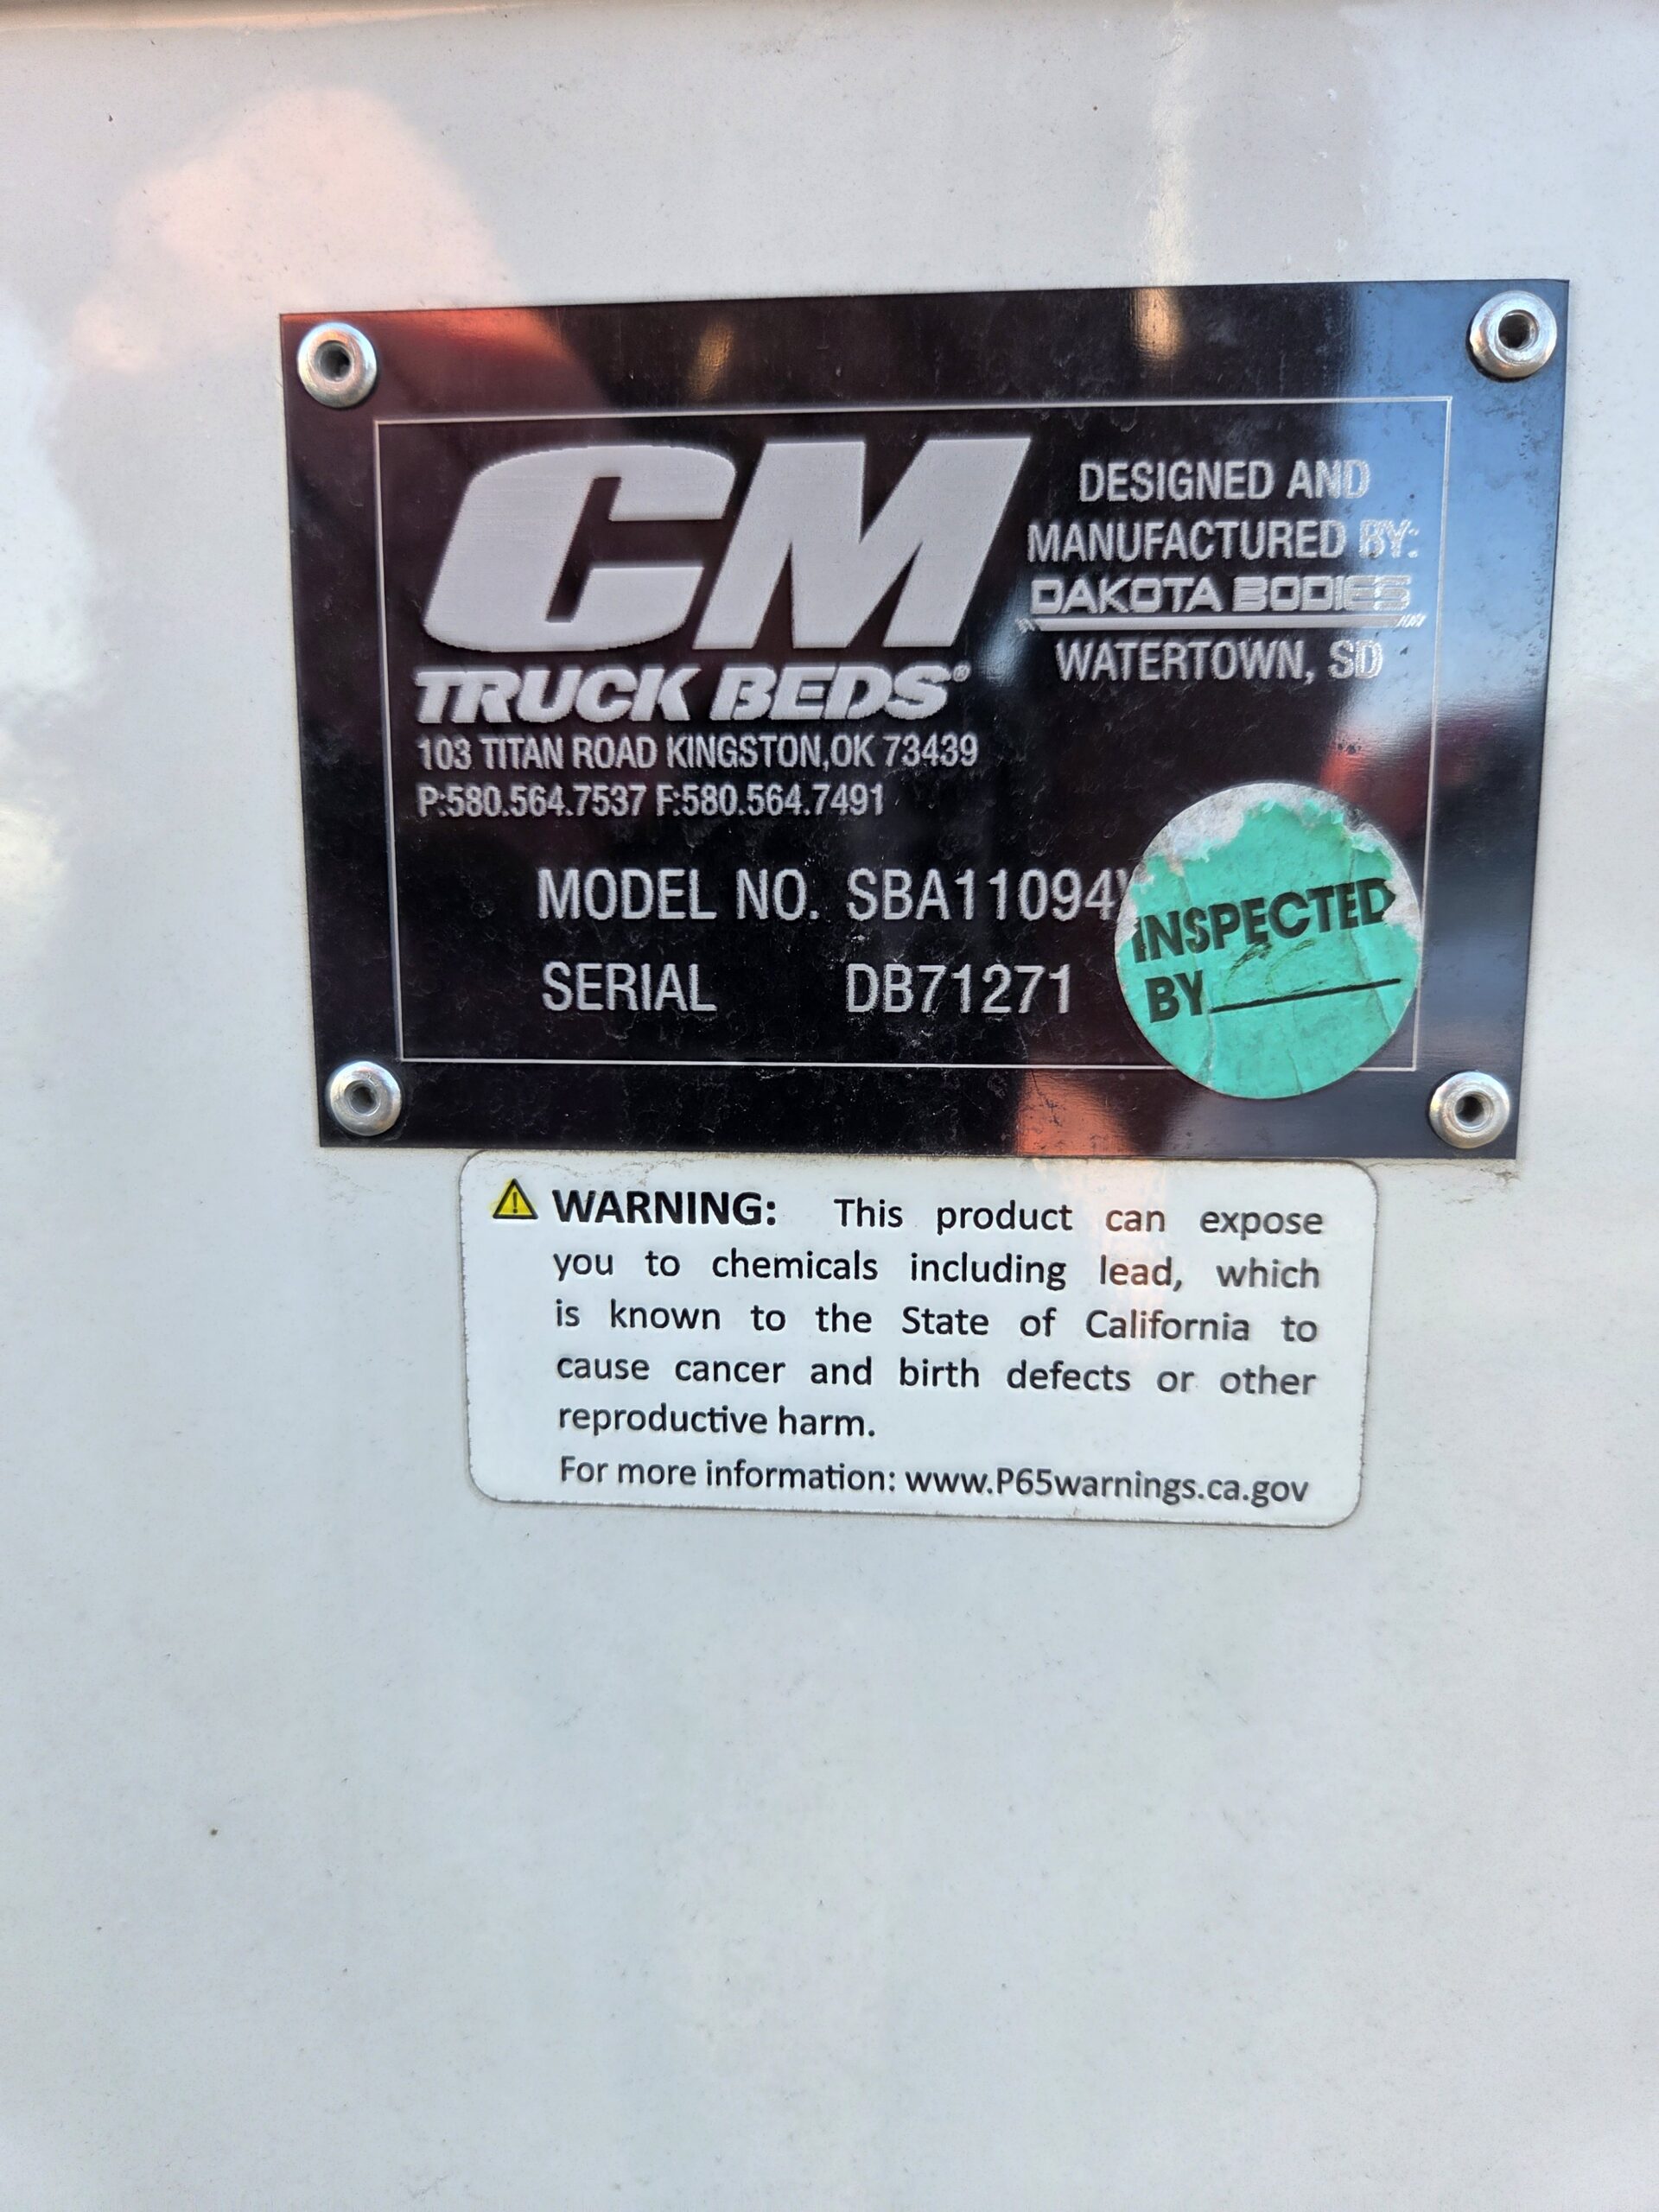 CM
TRUCK BEDS®
103 TITAN ROAD KINGSTON,OK 73439
P:580.564.7537 F:580.564.7491
DESIGNED AND
MANUFACTURED BY:
DAKOTA BODIES
WATERTOWN, SD
MODEL NO. SBA11094
SERIAL DB71271
INSPECTED
BY
⚠ WARNING: This product can expose
you to chemicals including lead, which
is known to the State of California to
cause cancer and birth defects or other
reproductive harm.
For more information: www.P65warnings.ca.gov